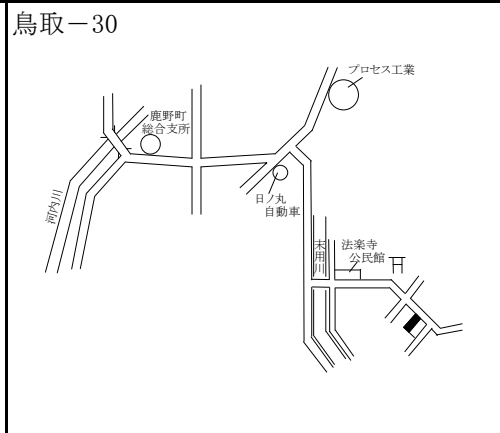 鳥取－30
プロセス工業
鹿野町
総合支所
河内川
日ノ丸
自動車
末用川
法楽寺
公民館